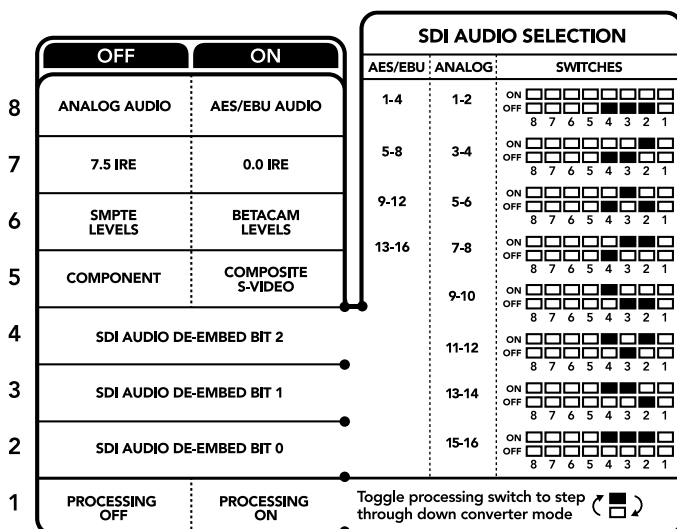 OFF ON
8 ANALOG AUDIO AES/EBU AUDIO
7 7.5 IRE 0.0 IRE
6 SMPTE LEVELS BETACAM LEVELS
5 COMPONENT COMPOSITE S-VIDEO
4 SDI AUDIO DE-EMBED BIT 2
3 SDI AUDIO DE-EMBED BIT 1
2 SDI AUDIO DE-EMBED BIT 0
1 PROCESSING OFF PROCESSING ON
SDI AUDIO SELECTION
AES/EBU ANALOG SWITCHES
1-4 1-2 ON
OFF
8 7 6 5 4 3 2 1
5-8 3-4 ON
OFF
8 7 6 5 4 3 2 1
9-12 5-6 ON
OFF
8 7 6 5 4 3 2 1
13-16 7-8 ON
OFF
8 7 6 5 4 3 2 1
9-10 ON
OFF
8 7 6 5 4 3 2 1
11-12 ON
OFF
8 7 6 5 4 3 2 1
13-14 ON
OFF
8 7 6 5 4 3 2 1
15-16 ON
OFF
8 7 6 5 4 3 2 1
Toggle processing switch to step
through down converter mode